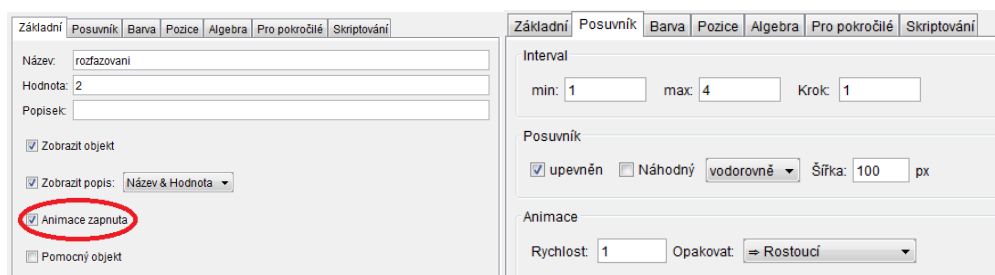 Základní Posuvník Barva Pozice Algebra Pro pokročilé Skriptování
Název: rozfazovani
Hodnota: 2
Popisek:
Zobrazit objekt
Zobrazit popis: Název & Hodnota
Animace zapnuta
Pomocný objekt
Základní Posuvník Barva Pozice Algebra Pro pokročilé Skriptování
Interval
min: 1 max: 4 Krok: 1
Posuvník
upevněn Náhodný vodorovně Šířka: 100 px
Animace
Rychlost: 1 Opakovat: ⇒ Rostoucí